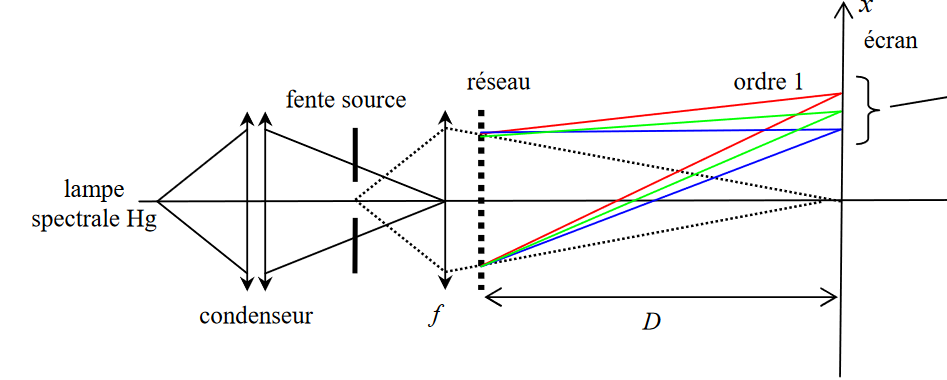 x
écran
réseau
ordre 1
fente source
lampe
spectrale Hg
condenseur
f
D